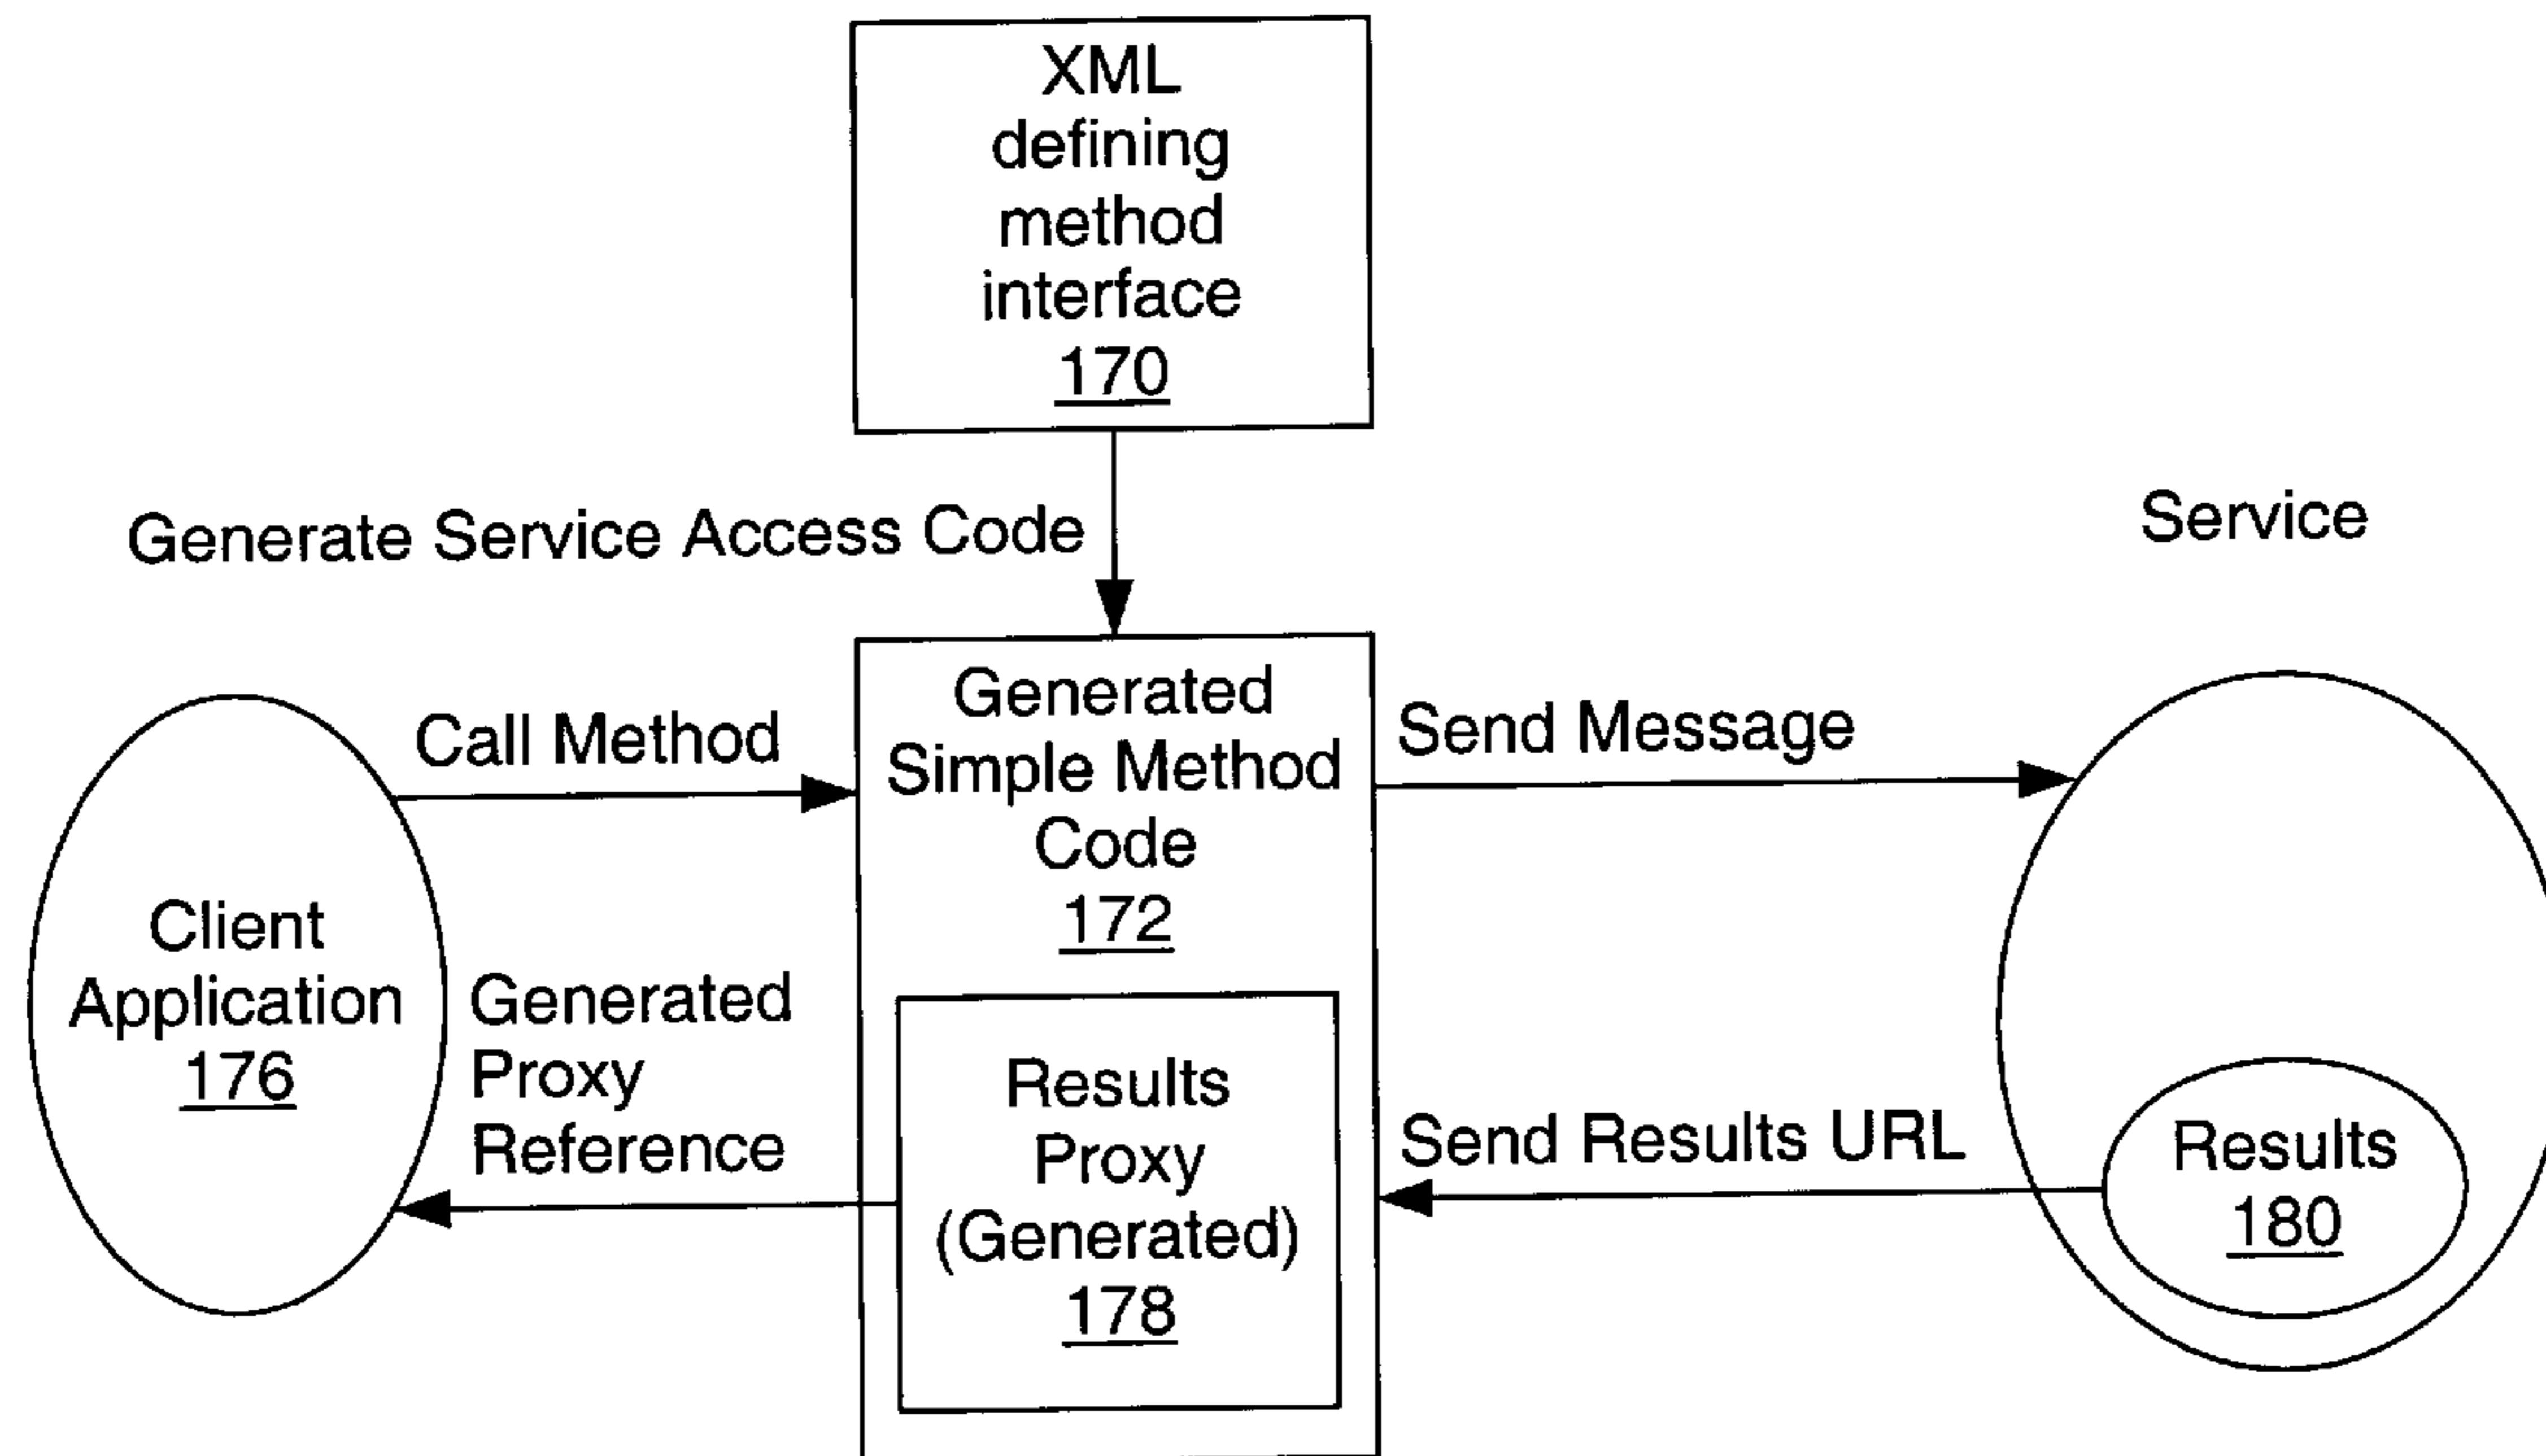 XML
defining
method
interface
170
Generate Service Access Code
Service
Call Method
Generated
Simple Method
Code
172
Send Message
Client
Application
176
Generated
Proxy
Reference
Results
Proxy
(Generated)
178
Send Results URL
Results
180